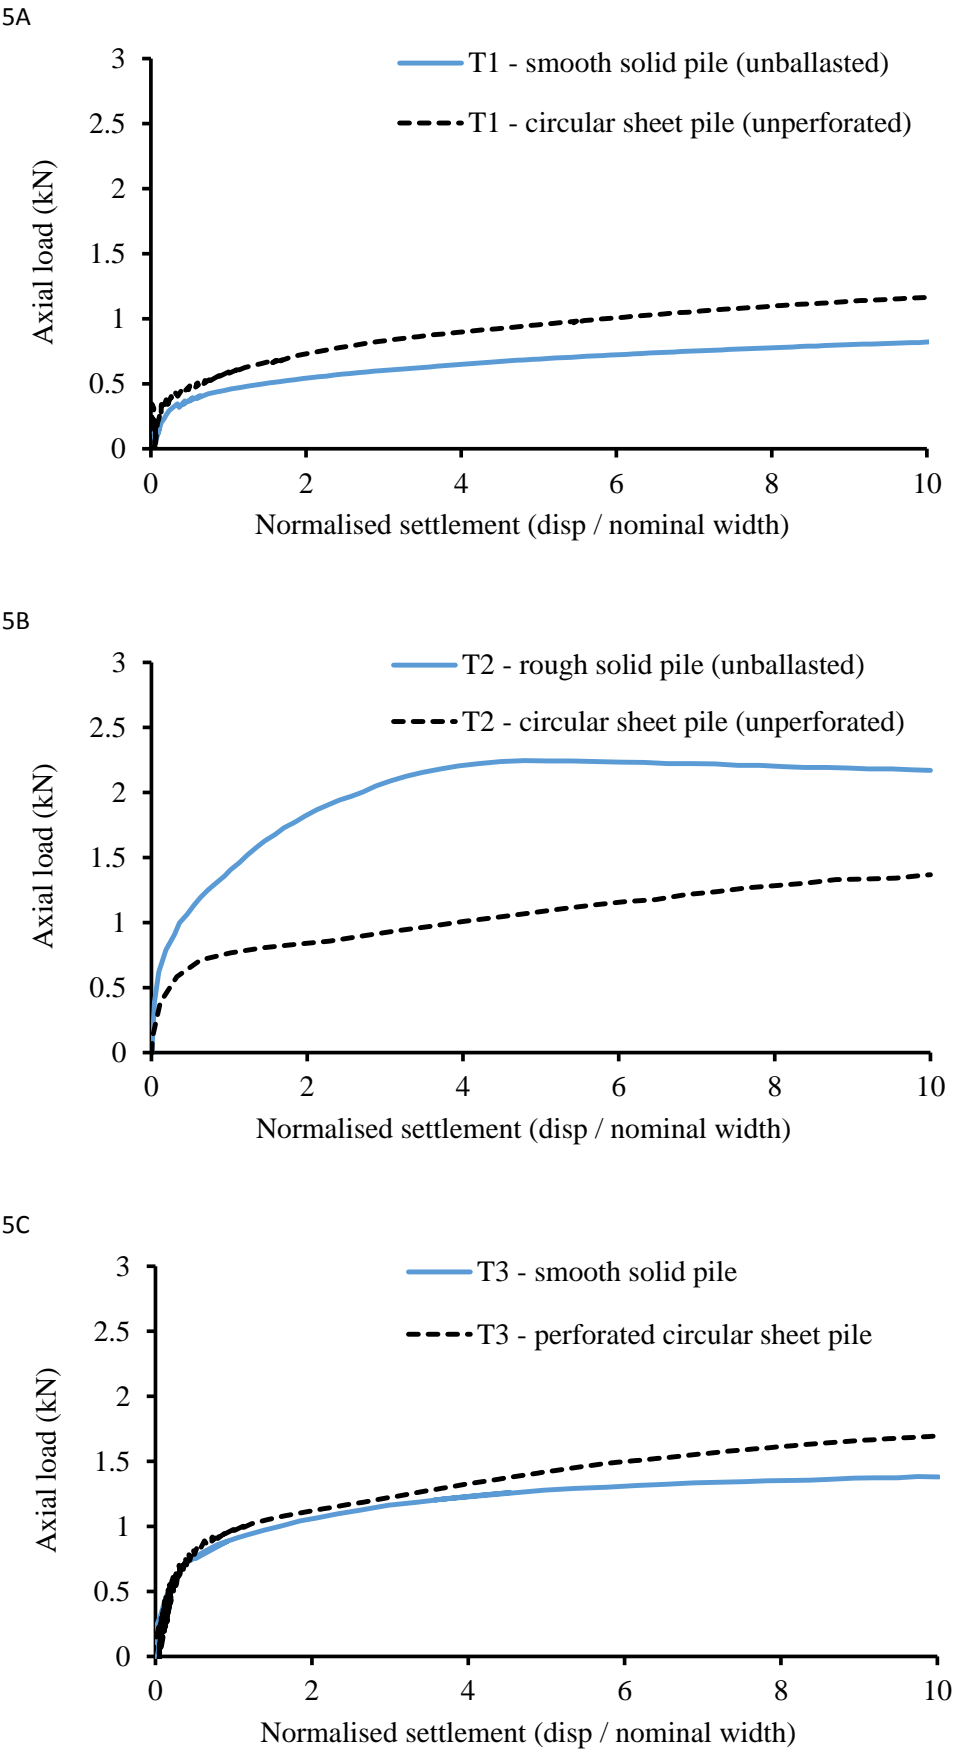 5A
T1 - smooth solid pile (unballasted)
T1 - circular sheet pile (unperforated)
Axial load (kN)
3
2.5
2
1.5
1
0.5
0
0 2 4 6 8 10
Normalised settlement (disp / nominal width)
5B
T2 - rough solid pile (unballasted)
T2 - circular sheet pile (unperforated)
Axial load (kN)
3
2.5
2
1.5
1
0.5
0
0 2 4 6 8 10
Normalised settlement (disp / nominal width)
5C
T3 - smooth solid pile
T3 - perforated circular sheet pile
Axial load (kN)
3
2.5
2
1.5
1
0.5
0
0 2 4 6 8 10
Normalised settlement (disp / nominal width)